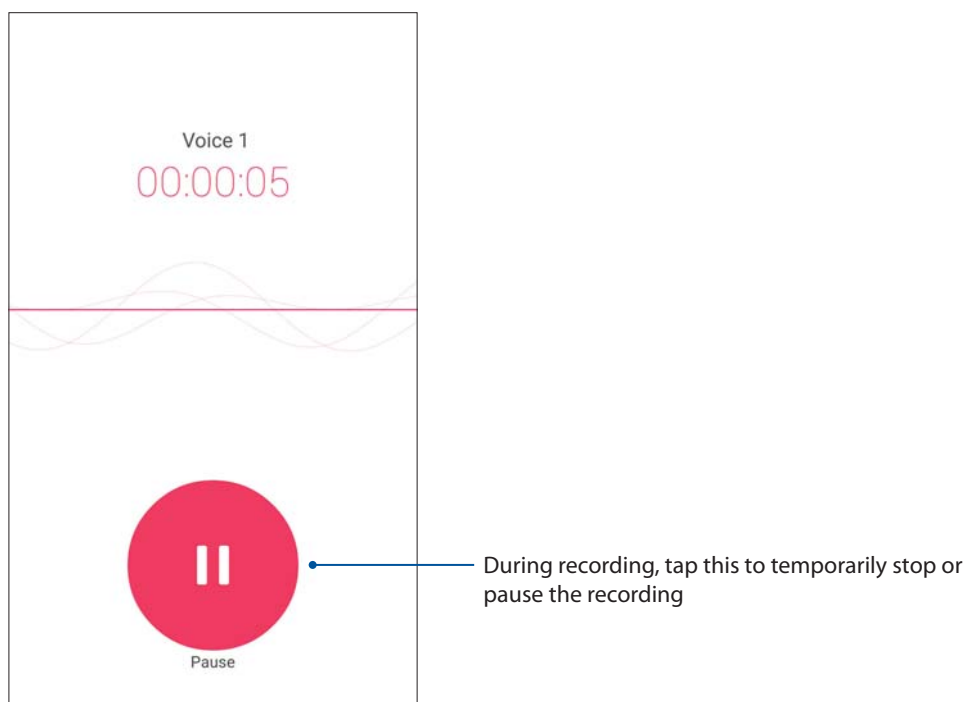 Voice 1
00:00:05
During recording, tap this to temporarily stop or
pause the recording
Pause